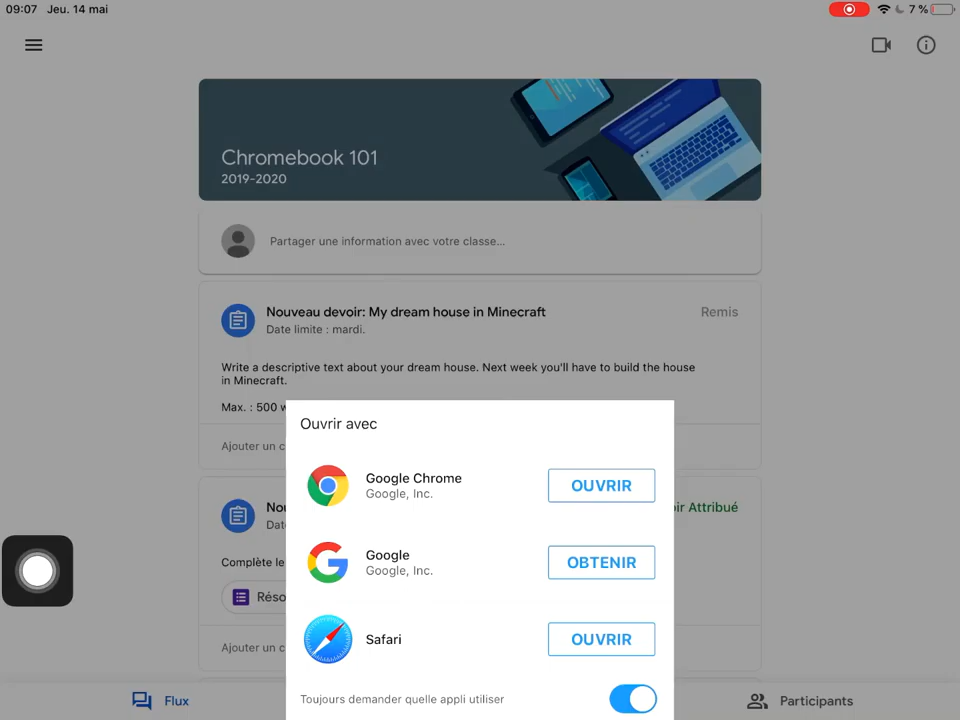 09:07 Jeu. 14 mai
7 %
Chromebook 101
2019-2020
Partager une information avec votre classe...
Nouveau devoir: My dream house in Minecraft
Remis
Date limite : mardi.
Write a descriptive text about your dream house. Next week you'll have to build the house
in Minecraft.
Max. : 500 w
Ajouter un c
Ouvrir avec
Google Chrome
Google, Inc.
OUVRIR
Nou
Dat
oir Attribué
Google
Google, Inc.
OBTENIR
Complète le
Réso
Safari
OUVRIR
Ajouter un c
Toujours demander quelle appli utiliser
Flux
Participants